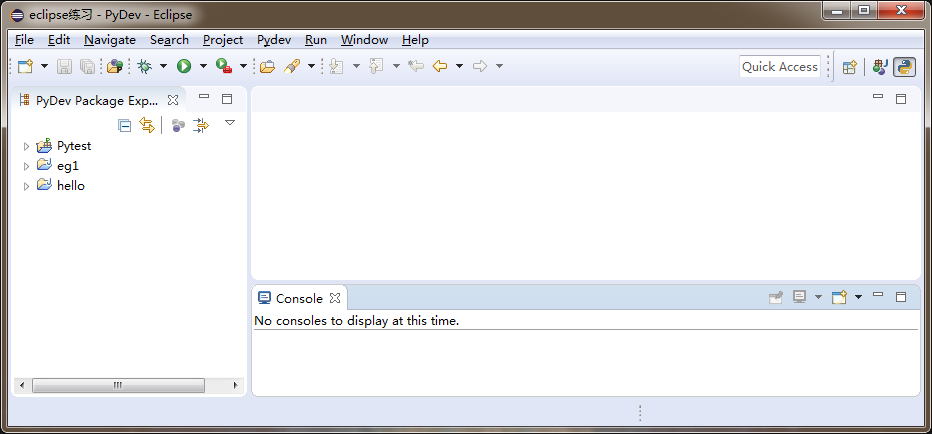 eclipse练习 - PyDev - Eclipse
File Edit Navigate Search Project Pydev Run Window Help
Quick Access
PyDev Package Exp...
Pytest
eg1
hello
Console
No consoles to display at this time.